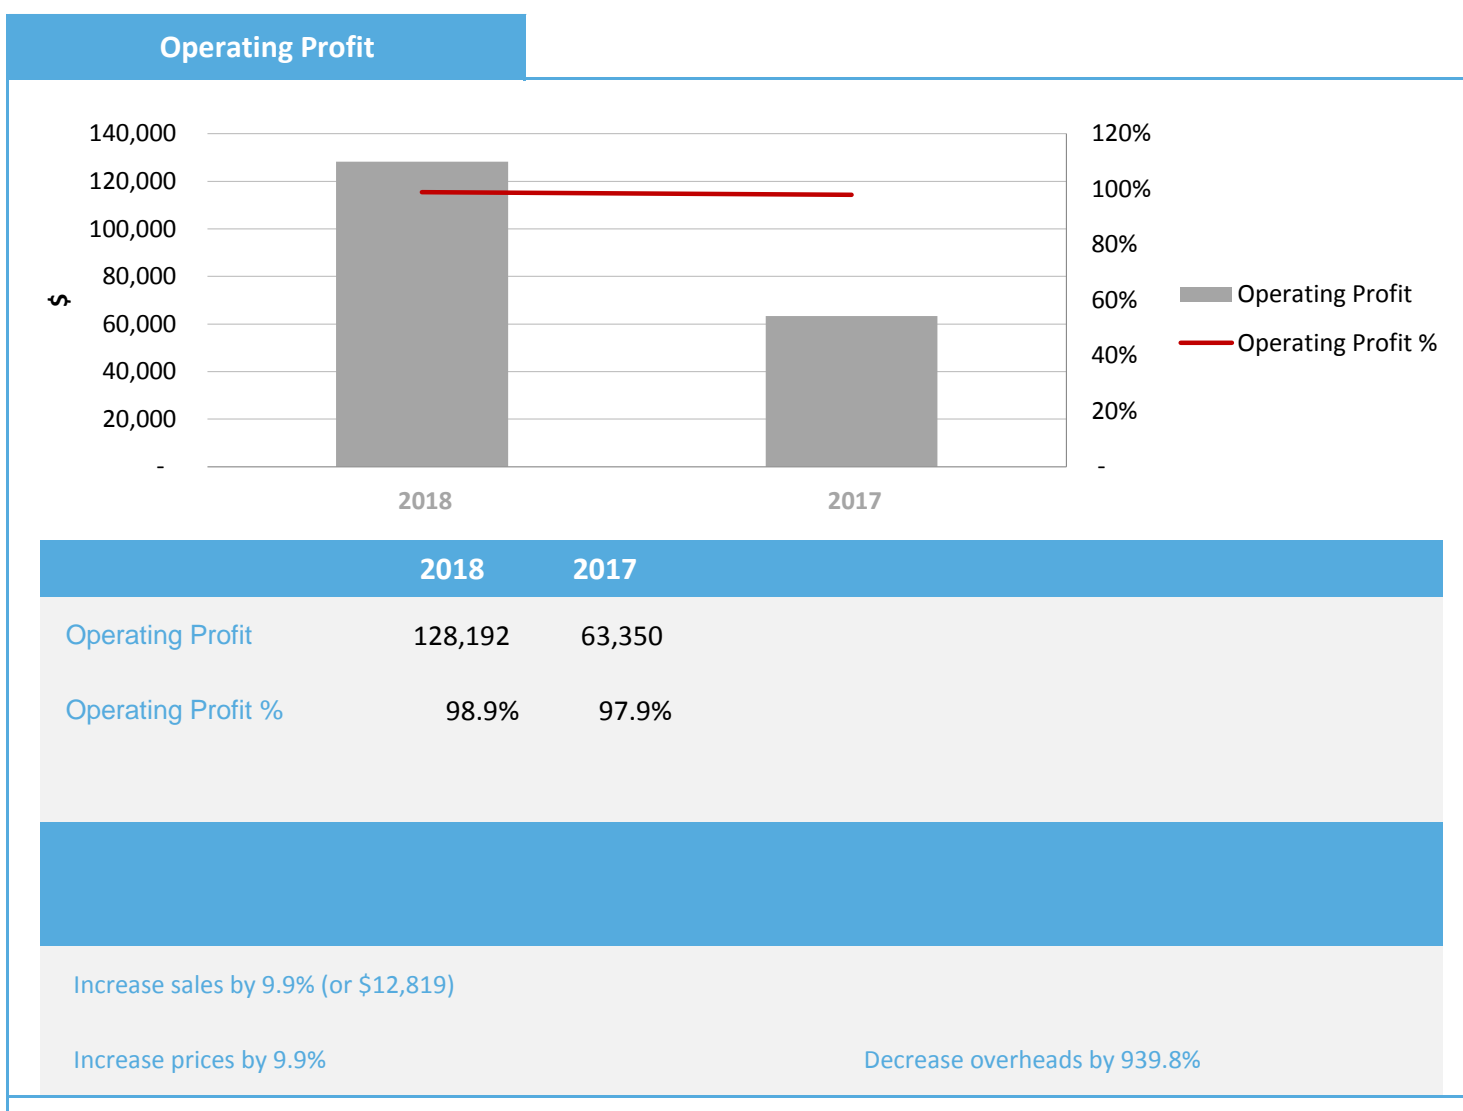 Operating Profit
140,000
120,000
100,000
80,000
60,000
40,000
20,000
-
$
120%
100%
80%
60%
40%
20%
-
Operating Profit
Operating Profit %
2018 2017
2018 2017
Operating Profit 128,192 63,350
Operating Profit % 98.9% 97.9%
Increase sales by 9.9% (or $12,819)
Increase prices by 9.9% Decrease overheads by 939.8%